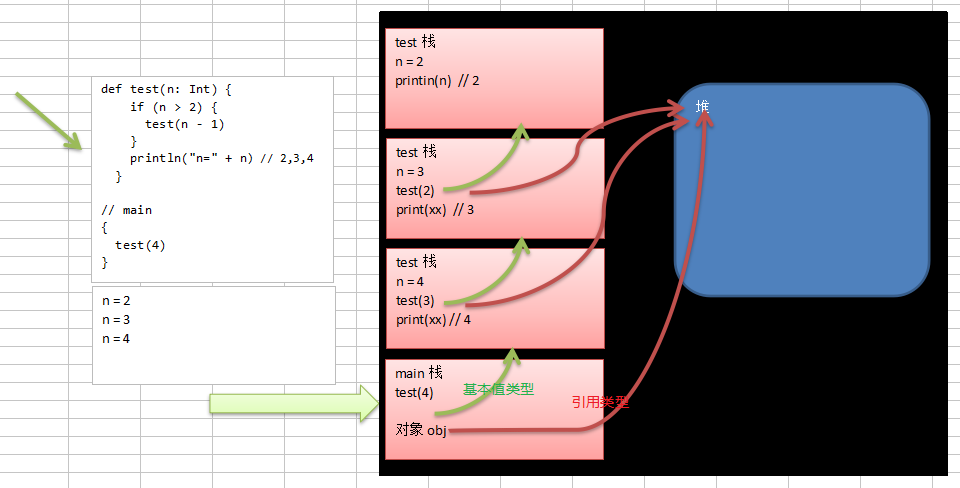 def test(n: Int) {
if (n > 2) {
test(n - 1)
}
println("n=" + n) // 2,3,4
}
// main
{
test(4)
}
n = 2
n = 3
n = 4
test 栈
n = 2
printin(n)  // 2
test 栈
n = 3
test(2)
print(xx)  // 3
test 栈
n = 4
test(3)
print(xx) // 4
main 栈
test(4)
基本值类型
引用类型
对象 obj
堆